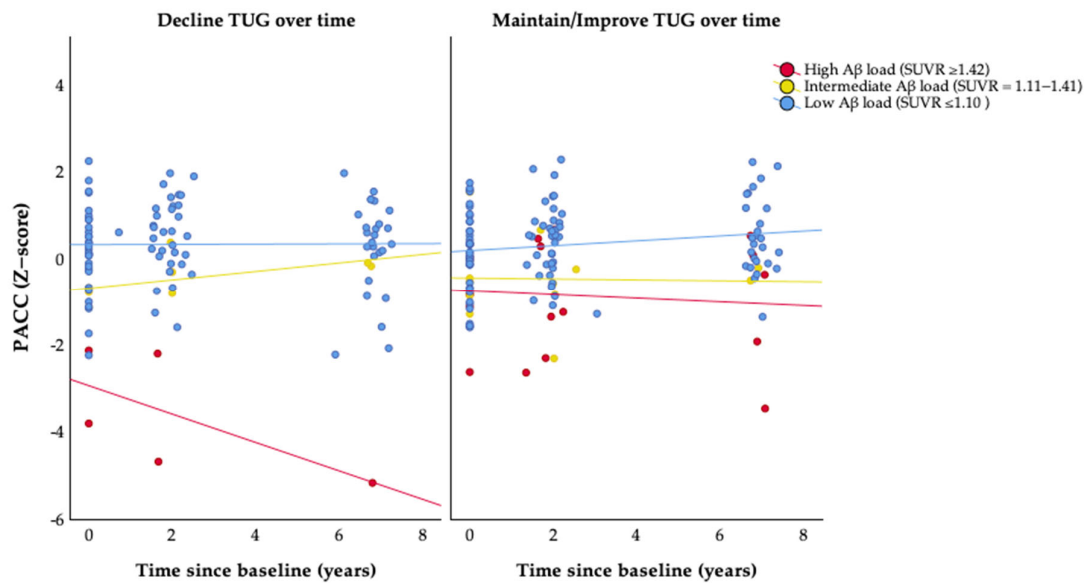 Decline TUG over time
Maintain/Improve TUG over time
High Aβ load (SUVR ≥1.42)
Intermediate Aβ load (SUVR = 1.11–1.41)
Low Aβ load (SUVR ≤1.10 )
PACC (Z−score)
4
2
0
-2
-4
-6
0 2 4 6 8
0 2 4 6 8
Time since baseline (years)
Time since baseline (years)